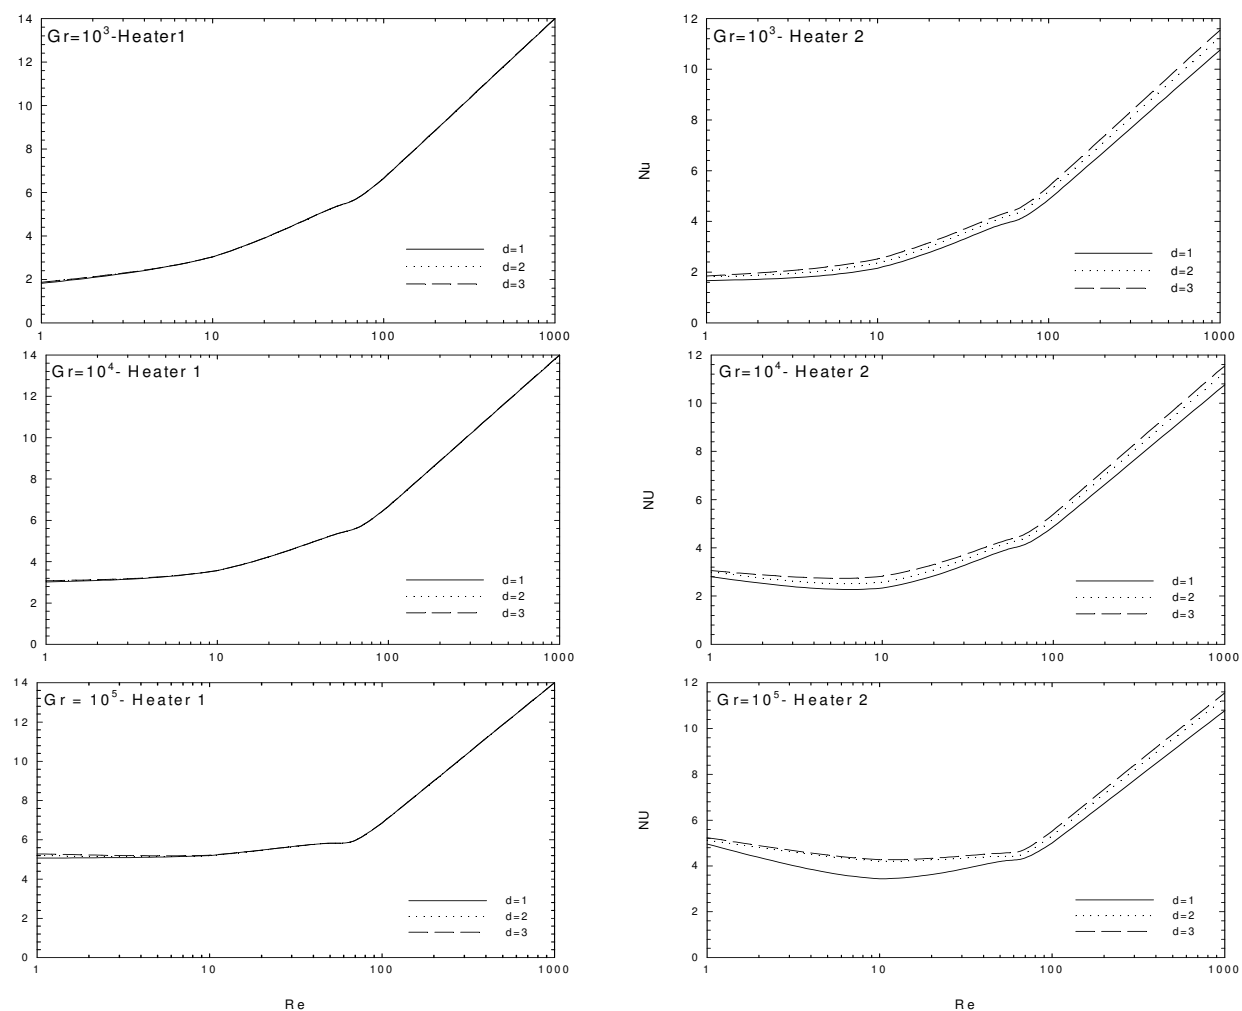 Gr=10³-Heater1
14
12
10
8
6
4
2
0
1 10 100 1000
d=1
d=2
d=3
Gr=10³- Heater 2
Nu
12
10
8
6
4
2
0
1 10 100 1000
d=1
d=2
d=3
Gr=10⁴- Heater 1
14
12
10
8
6
4
2
0
1 10 100 1000
d=1
d=2
d=3
Gr=10⁴- Heater 2
NU
12
10
8
6
4
2
0
1 10 100 1000
d=1
d=2
d=3
Gr = 10⁵- Heater 1
14
12
10
8
6
4
2
0
1 10 100 1000
d=1
d=2
d=3
Re
Gr=10⁵- Heater 2
NU
12
10
8
6
4
2
0
1 10 100 1000
d=1
d=2
d=3
Re